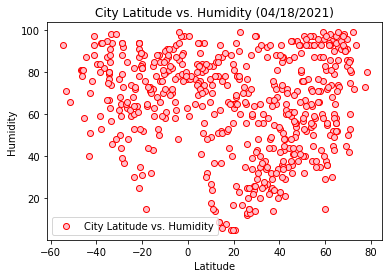 City Latitude vs. Humidity (04/18/2021)
Humidity
100
80
60
40
20
City Latitude vs. Humidity
−60 −40 −20 0 20 40 60 80
Latitude